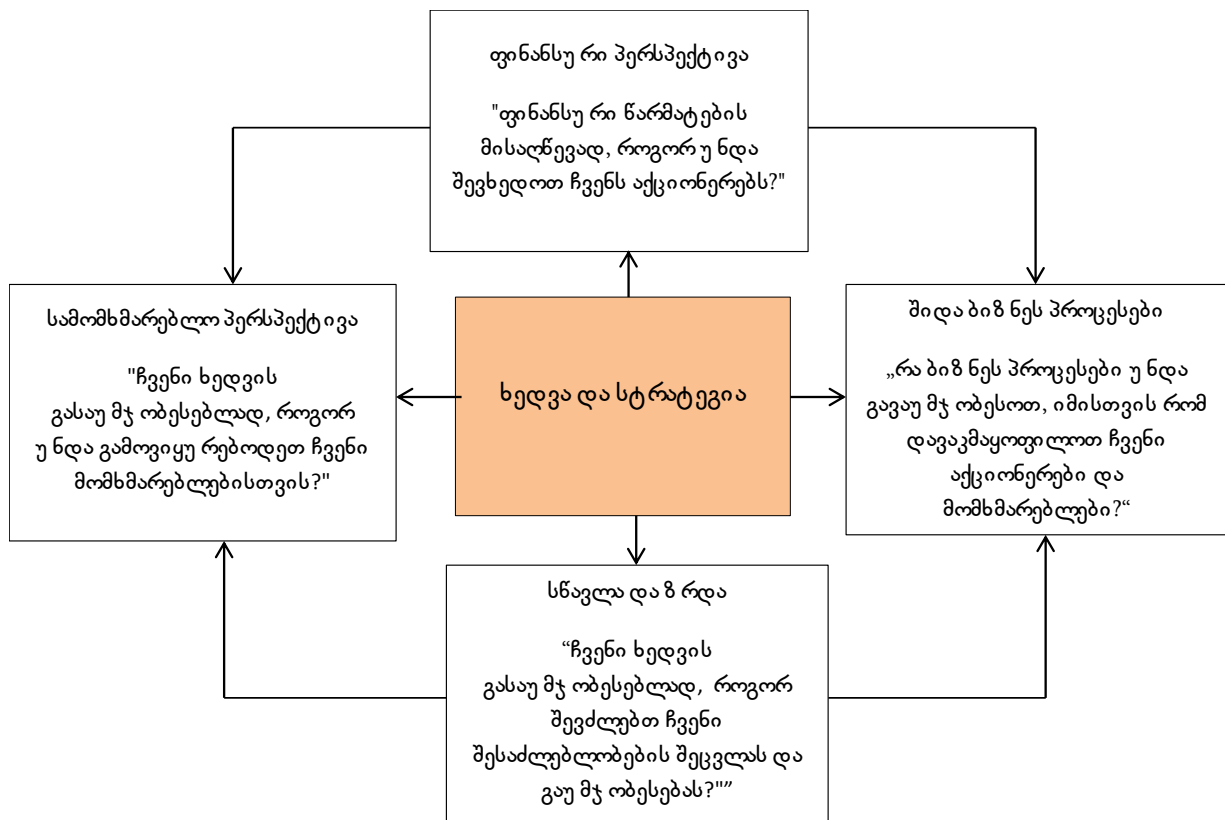 ფინანსური პერსპექტივა
"ფინანსური წარმატების
მისაღწევად, როგორ უნდა
შევხედოთ ჩვენს აქციონერებს?"
სამომხმარებლო პერსპექტივა
"ჩვენი ხედვის
გასაუმჯობესებლად, როგორ
უნდა გამოვიყურებოდეთ ჩვენი
მომხმარებლებისთვის?"
ხედვა და სტრატეგია
შიდა ბიზნეს პროცესები
„რა ბიზნეს პროცესები უნდა
გავაუმჯობესოთ, იმისთვის რომ
დავაკმაყოფილოთ ჩვენი
აქციონერები და
მომხმარებლები?“
სწავლა და ზრდა
“ჩვენი ხედვის
გასაუმჯობესებლად, როგორ
შევძლებთ ჩვენი
შესაძლებლობების შეცვლას და
გაუმჯობესებას?"”